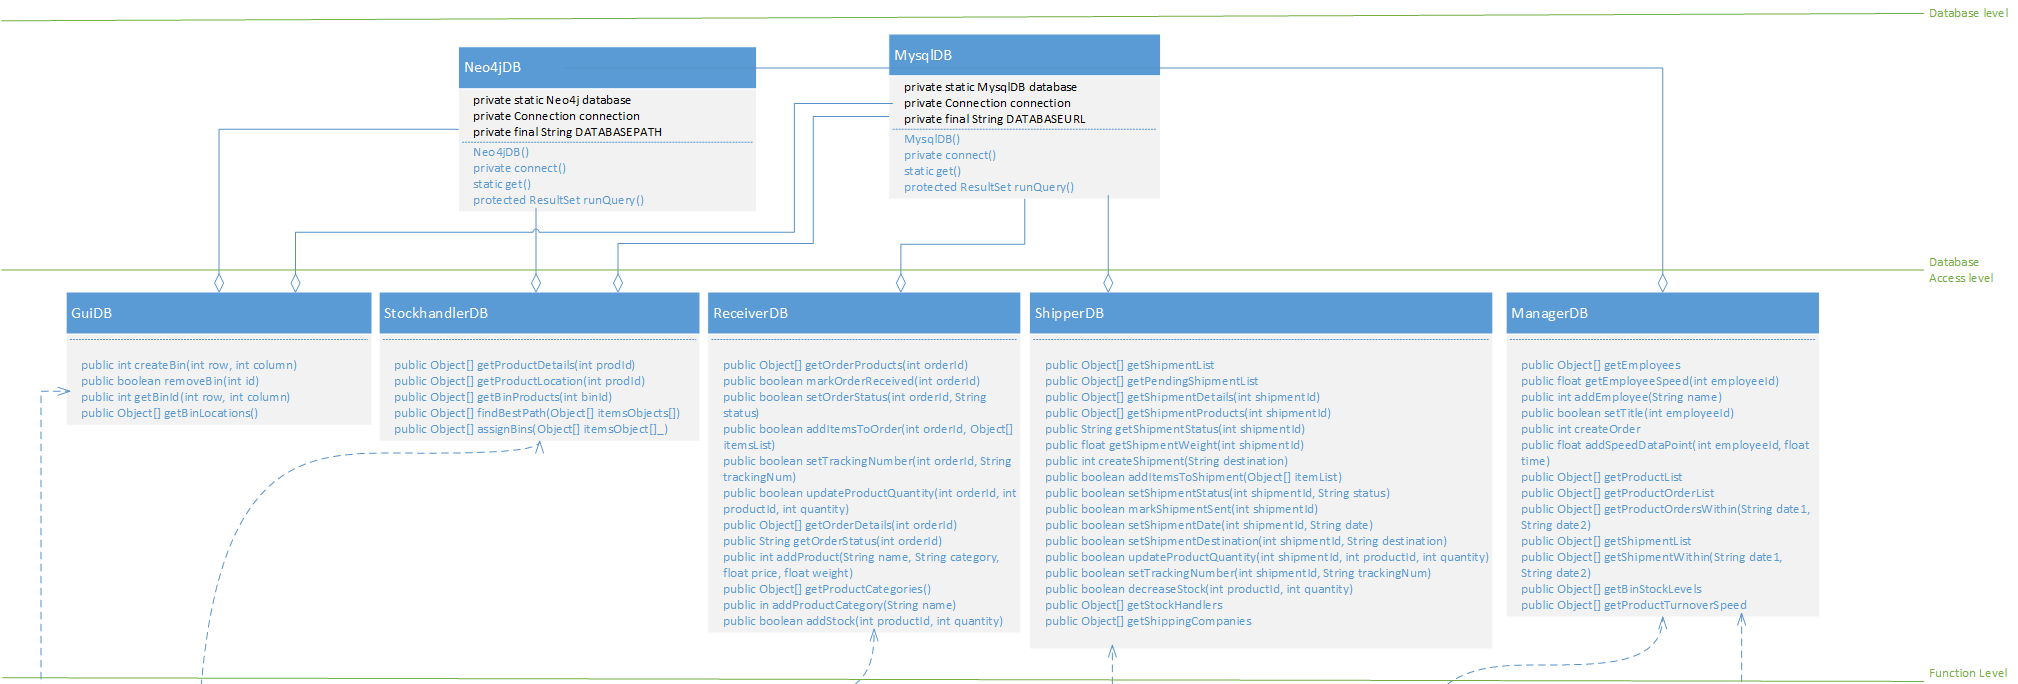 Database level
Neo4jDB
private static Neo4j database
private Connection connection
private final String DATABASEPATH
Neo4jDB()
private connect()
static get()
protected ResultSet runQuery()
MysqlDB
private static MysqlDB database
private Connection connection
private final String DATABASEURL
MysqlDB()
private connect()
static get()
protected ResultSet runQuery()
Database
Access level
GuiDB
public int createBin(int row, int column)
public boolean removeBin(int id)
public int getBinId(int row, int column)
public Object[] getBinLocations()
StockhandlerDB
public Object[] getProductDetails(int prodId)
public Object[] getProductLocation(int prodId)
public Object[] getBinProducts(int binId)
public Object[] findBestPath(Object[] itemsObjects[])
public Object[] assignBins(Object[] itemsObject[]_)
ReceiverDB
public Object[] getOrderProducts(int orderId)
public boolean markOrderReceived(int orderId)
public boolean setOrderStatus(int orderId, String
status)
public boolean addItemsToOrder(int orderId, Object[]
itemsList)
public boolean setTrackingNumber(int orderId, String
trackingNum)
public boolean updateProductQuantity(int orderId, int
productId, int quantity)
public Object[] getOrderDetails(int orderId)
public String getOrderStatus(int orderId)
public int addProduct(String name, String category,
float price, float weight)
public Object[] getProductCategories()
public in addProductCategory(String name)
public boolean addStock(int productId, int quantity)
ShipperDB
public Object[] getShipmentList
public Object[] getPendingShipmentList
public Object[] getShipmentDetails(int shipmentId)
public Object[] getShipmentProducts(int shipmentId)
public String getShipmentStatus(int shipmentId)
public float getShipmentWeight(int shipmentId)
public int createShipment(String destination)
public boolean addItemsToShipment(Object[] itemList)
public boolean setShipmentStatus(int shipmentId, String status)
public boolean markShipmentSent(int shipmentId)
public boolean setShipmentDate(int shipmentId, String date)
public boolean setShipmentDestination(int shipmentId, String destination)
public boolean updateProductQuantity(int shipmentId, int productId, int quantity)
public boolean setTrackingNumber(int shipmentId, String trackingNum)
public boolean decreaseStock(int productId, int quantity)
public Object[] getStockHandlers
public Object[] getShippingCompanies
ManagerDB
public Object[] getEmployees
public float getEmployeeSpeed(int employeeId)
public int addEmployee(String name)
public boolean setTitle(int employeeId)
public int createOrder
public float addSpeedDataPoint(int employeeId, float
time)
public Object[] getProductList
public Object[] getProductOrderList
public Object[] getProductOrdersWithin(String date1,
String date2)
public Object[] getShipmentList
public Object[] getShipmentWithin(String date1,
String date2)
public Object[] getBinStockLevels
public Object[] getProductTurnoverSpeed
Function Level